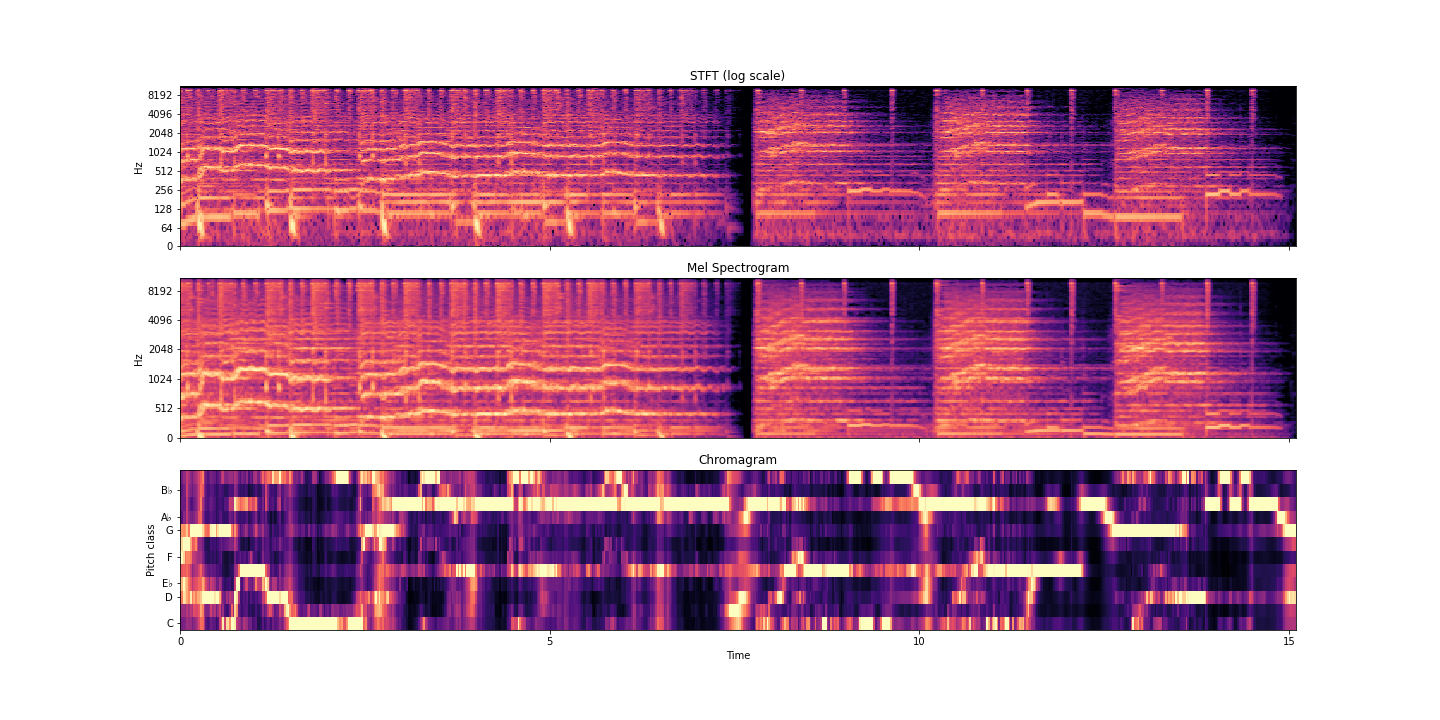 STFT (log scale)
8192
4096
2048
1024
512
256
128
64
0
Hz
Mel Spectrogram
8192
4096
2048
1024
512
0
Hz
Chromagram
B♭
A♭
G
F
E♭
D
C
Pitch class
0 5 10 15
Time